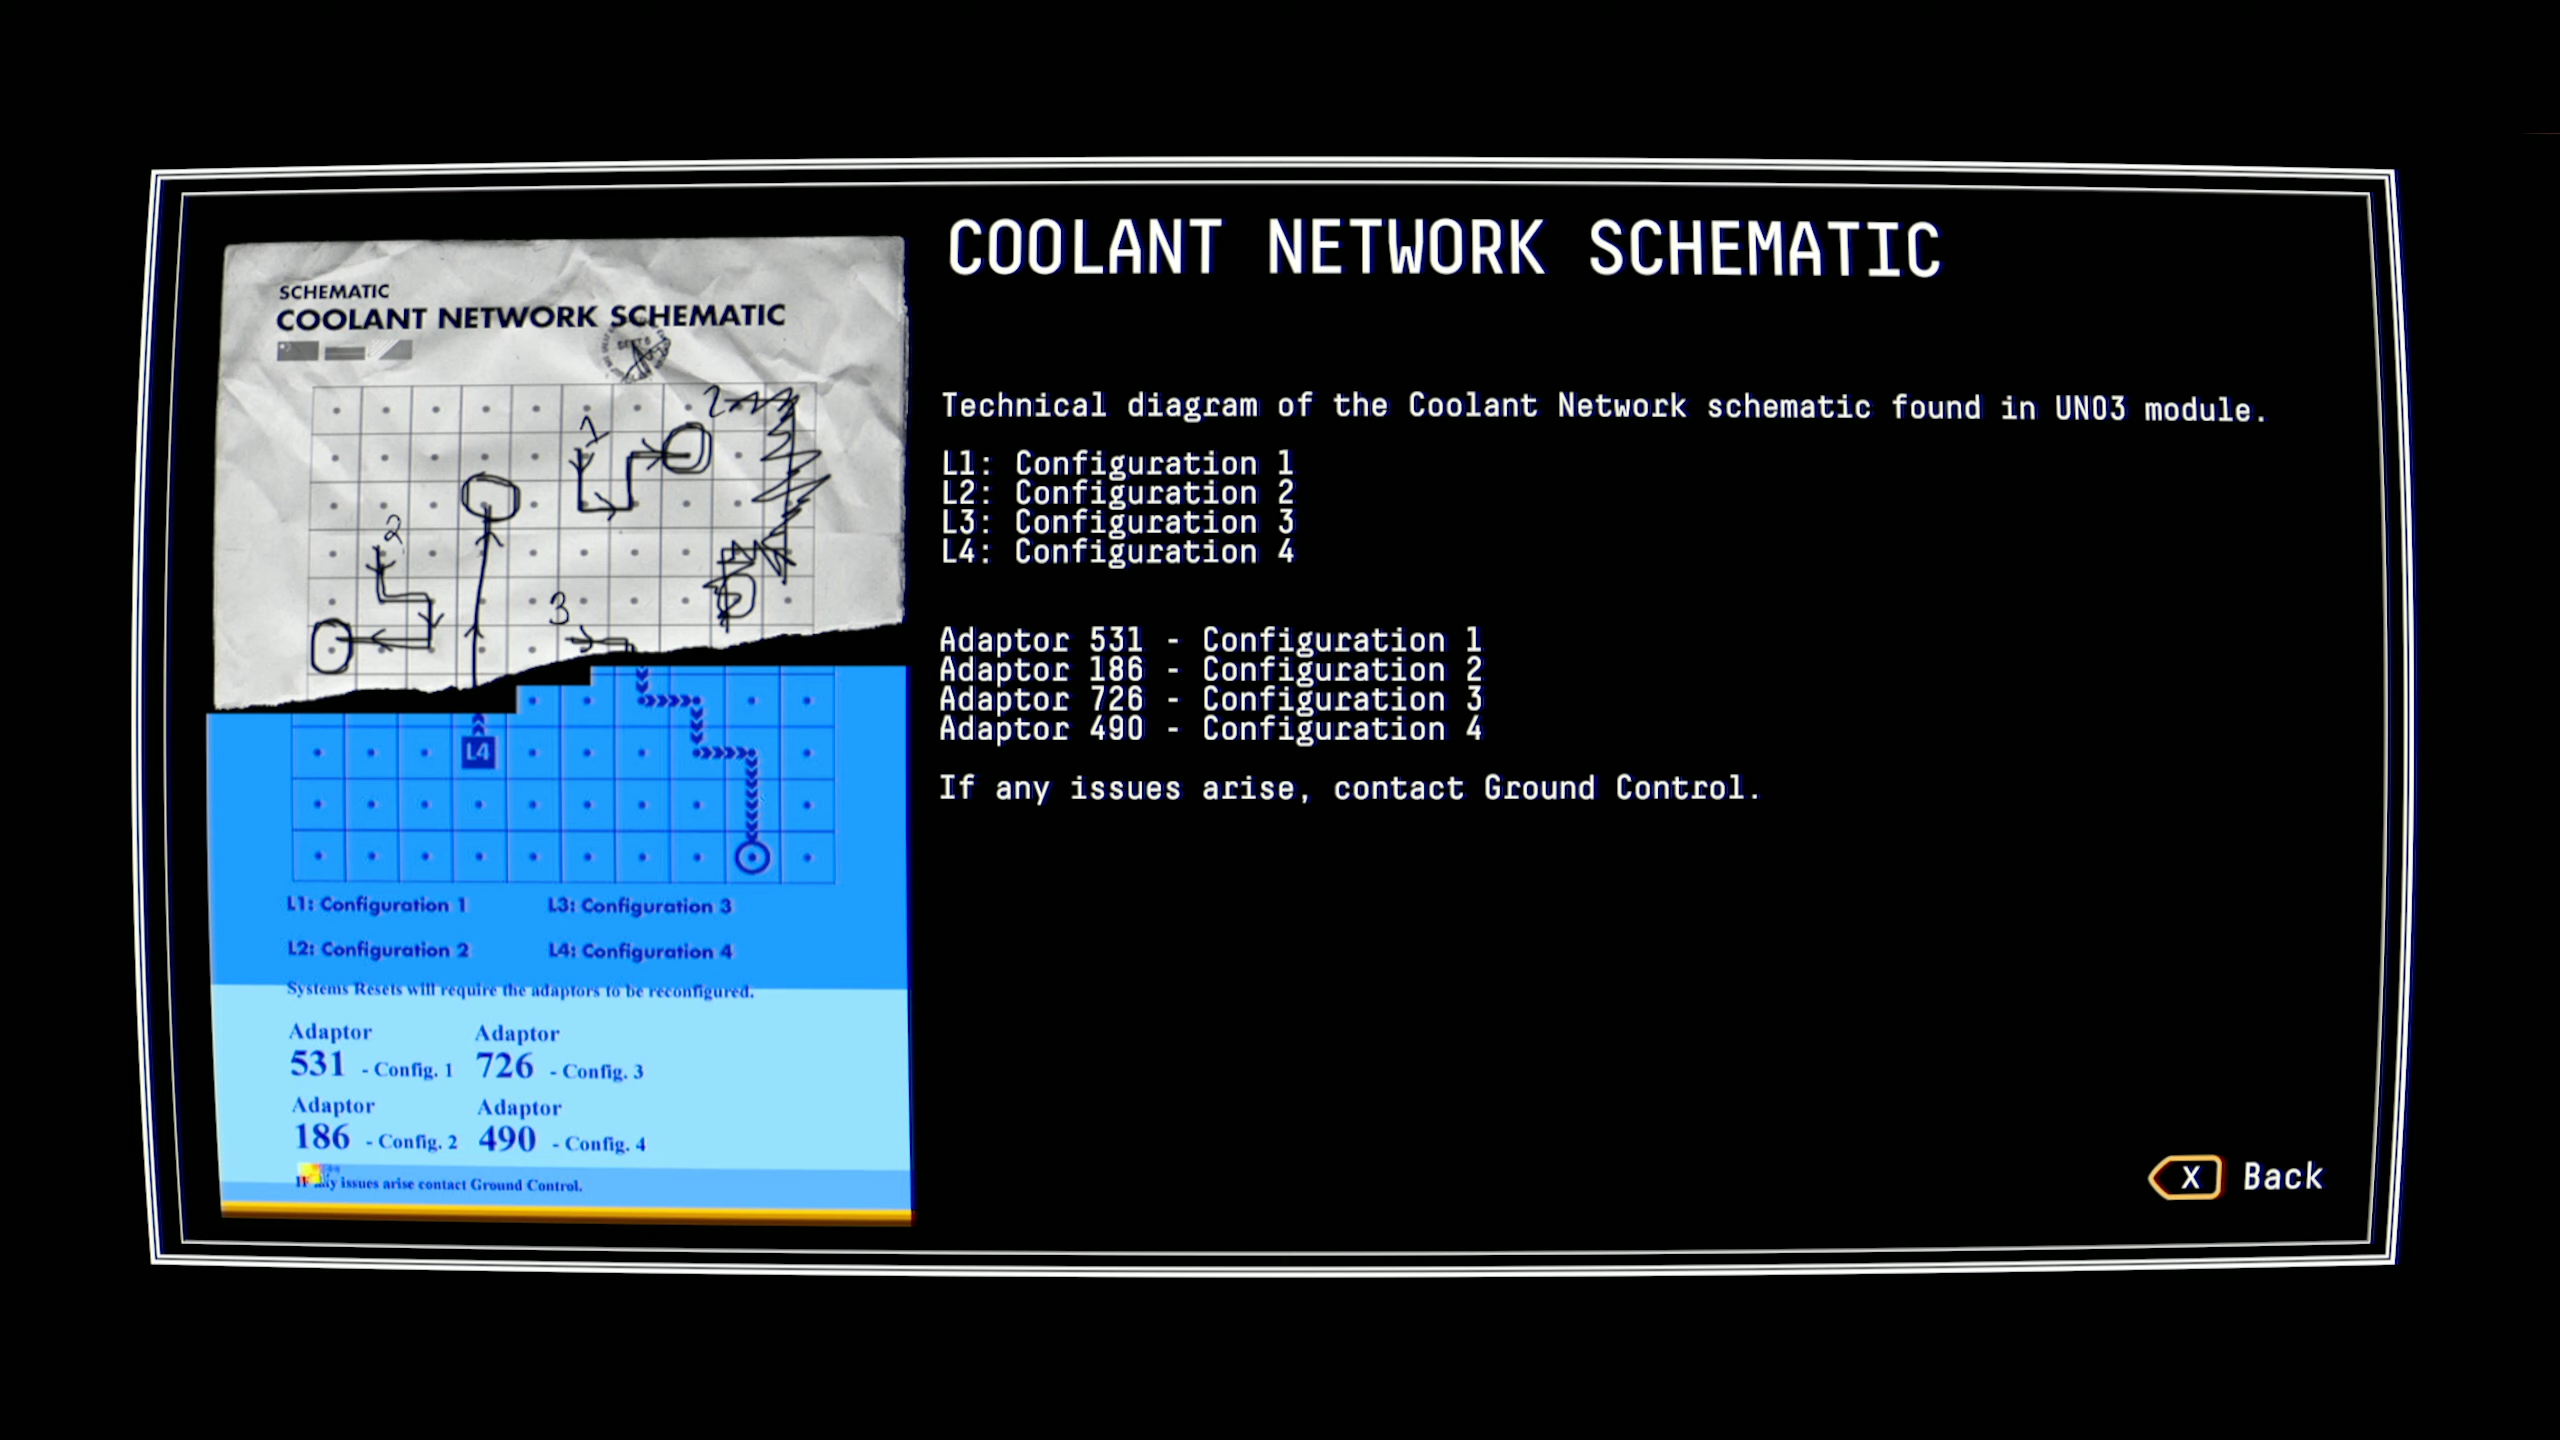 COOLANT NETWORK SCHEMATIC
SCHEMATIC
COOLANT NETWORK SCHEMATIC
2
1
2
3
L4
L1: Configuration 1
L3: Configuration 3
L2: Configuration 2
L4: Configuration 4
Systems Resets will require the adaptors to be reconfigured.
Adaptor
531 - Config. 1
Adaptor
726 - Config. 3
Adaptor
186 - Config. 2
Adaptor
490 - Config. 4
issues arise contact Ground Control.
Technical diagram of the Coolant Network schematic found in UNO3 module.
L1: Configuration 1
L2: Configuration 2
L3: Configuration 3
L4: Configuration 4
Adaptor 531 - Configuration 1
Adaptor 186 - Configuration 2
Adaptor 726 - Configuration 3
Adaptor 490 - Configuration 4
If any issues arise, contact Ground Control.
X Back